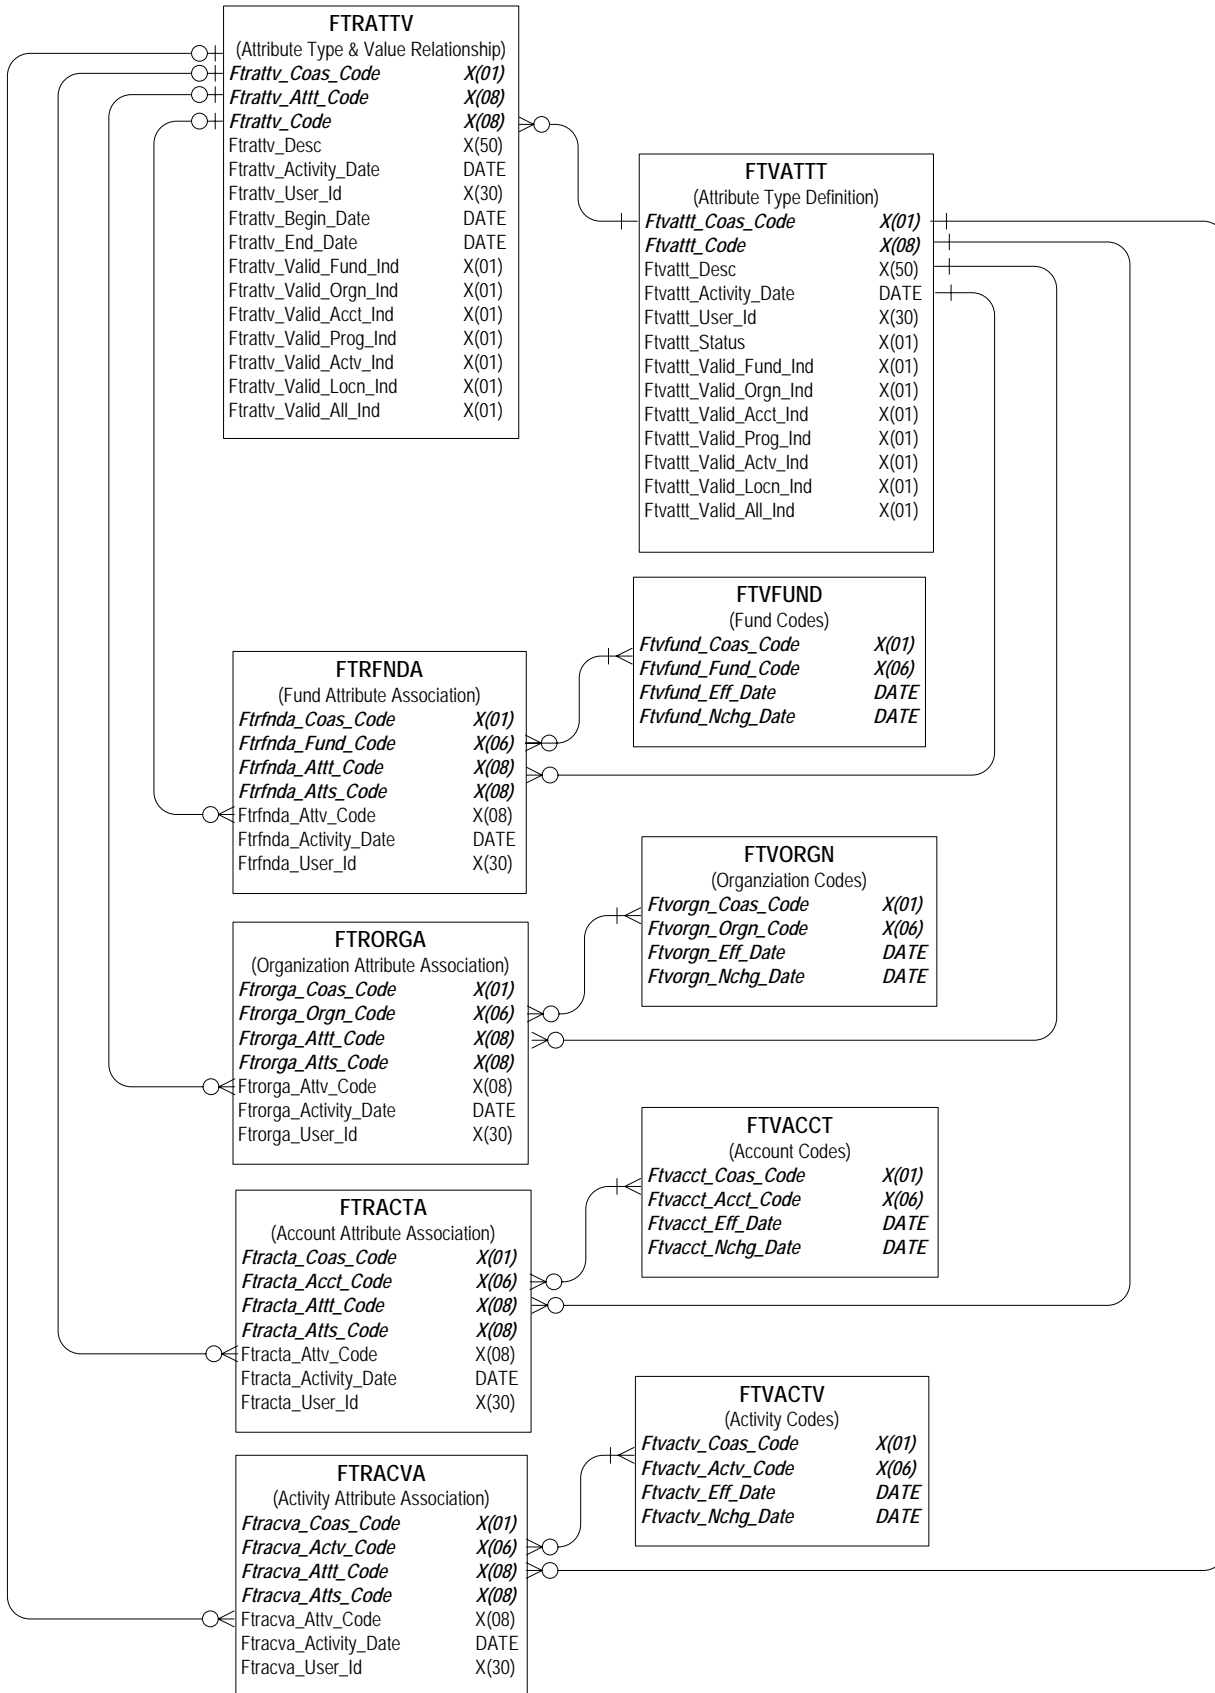 FTRATTV
(Attribute Type & Value Relationship)
Ftrattv_Coas_Code X(01)
Ftrattv_Attt_Code X(08)
Ftrattv_Code X(08)
Ftrattv_Desc X(50)
Ftrattv_Activity_Date DATE
Ftrattv_User_Id X(30)
Ftrattv_Begin_Date DATE
Ftrattv_End_Date DATE
Ftrattv_Valid_Fund_Ind X(01)
Ftrattv_Valid_Orgn_Ind X(01)
Ftrattv_Valid_Acct_Ind X(01)
Ftrattv_Valid_Prog_Ind X(01)
Ftrattv_Valid_Actv_Ind X(01)
Ftrattv_Valid_Locn_Ind X(01)
Ftrattv_Valid_All_Ind X(01)
FTVATTT
(Attribute Type Definition)
Ftvattt_Coas_Code X(01)
Ftvattt_Code X(08)
Ftvattt_Desc X(50)
Ftvattt_Activity_Date DATE
Ftvattt_User_Id X(30)
Ftvattt_Status X(01)
Ftvattt_Valid_Fund_Ind X(01)
Ftvattt_Valid_Orgn_Ind X(01)
Ftvattt_Valid_Acct_Ind X(01)
Ftvattt_Valid_Prog_Ind X(01)
Ftvattt_Valid_Actv_Ind X(01)
Ftvattt_Valid_Locn_Ind X(01)
Ftvattt_Valid_All_Ind X(01)
FTVFUND
(Fund Codes)
Ftvfund_Coas_Code X(01)
Ftvfund_Fund_Code X(06)
Ftvfund_Eff_Date DATE
Ftvfund_Nchg_Date DATE
FTRFNDA
(Fund Attribute Association)
Ftrfnda_Coas_Code X(01)
Ftrfnda_Fund_Code X(06)
Ftrfnda_Attt_Code X(08)
Ftrfnda_Atts_Code X(08)
Ftrfnda_Attv_Code X(08)
Ftrfnda_Activity_Date DATE
Ftrfnda_User_Id X(30)
FTVORGN
(Organziation Codes)
Ftvorgn_Coas_Code X(01)
Ftvorgn_Orgn_Code X(06)
Ftvorgn_Eff_Date DATE
Ftvorgn_Nchg_Date DATE
FTRORGA
(Organization Attribute Association)
Ftrorga_Coas_Code X(01)
Ftrorga_Orgn_Code X(06)
Ftrorga_Attt_Code X(08)
Ftrorga_Atts_Code X(08)
Ftrorga_Attv_Code X(08)
Ftrorga_Activity_Date DATE
Ftrorga_User_Id X(30)
FTVACCT
(Account Codes)
Ftvacct_Coas_Code X(01)
Ftvacct_Acct_Code X(06)
Ftvacct_Eff_Date DATE
Ftvacct_Nchg_Date DATE
FTRACTA
(Account Attribute Association)
Ftracta_Coas_Code X(01)
Ftracta_Acct_Code X(06)
Ftracta_Attt_Code X(08)
Ftracta_Atts_Code X(08)
Ftracta_Attv_Code X(08)
Ftracta_Activity_Date DATE
Ftracta_User_Id X(30)
FTVACTV
(Activity Codes)
Ftvactv_Coas_Code X(01)
Ftvactv_Actv_Code X(06)
Ftvactv_Eff_Date DATE
Ftvactv_Nchg_Date DATE
FTRACVA
(Activity Attribute Association)
Ftracva_Coas_Code X(01)
Ftracva_Actv_Code X(06)
Ftracva_Attt_Code X(08)
Ftracva_Atts_Code X(08)
Ftracva_Attv_Code X(08)
Ftracva_Activity_Date DATE
Ftracva_User_Id X(30)